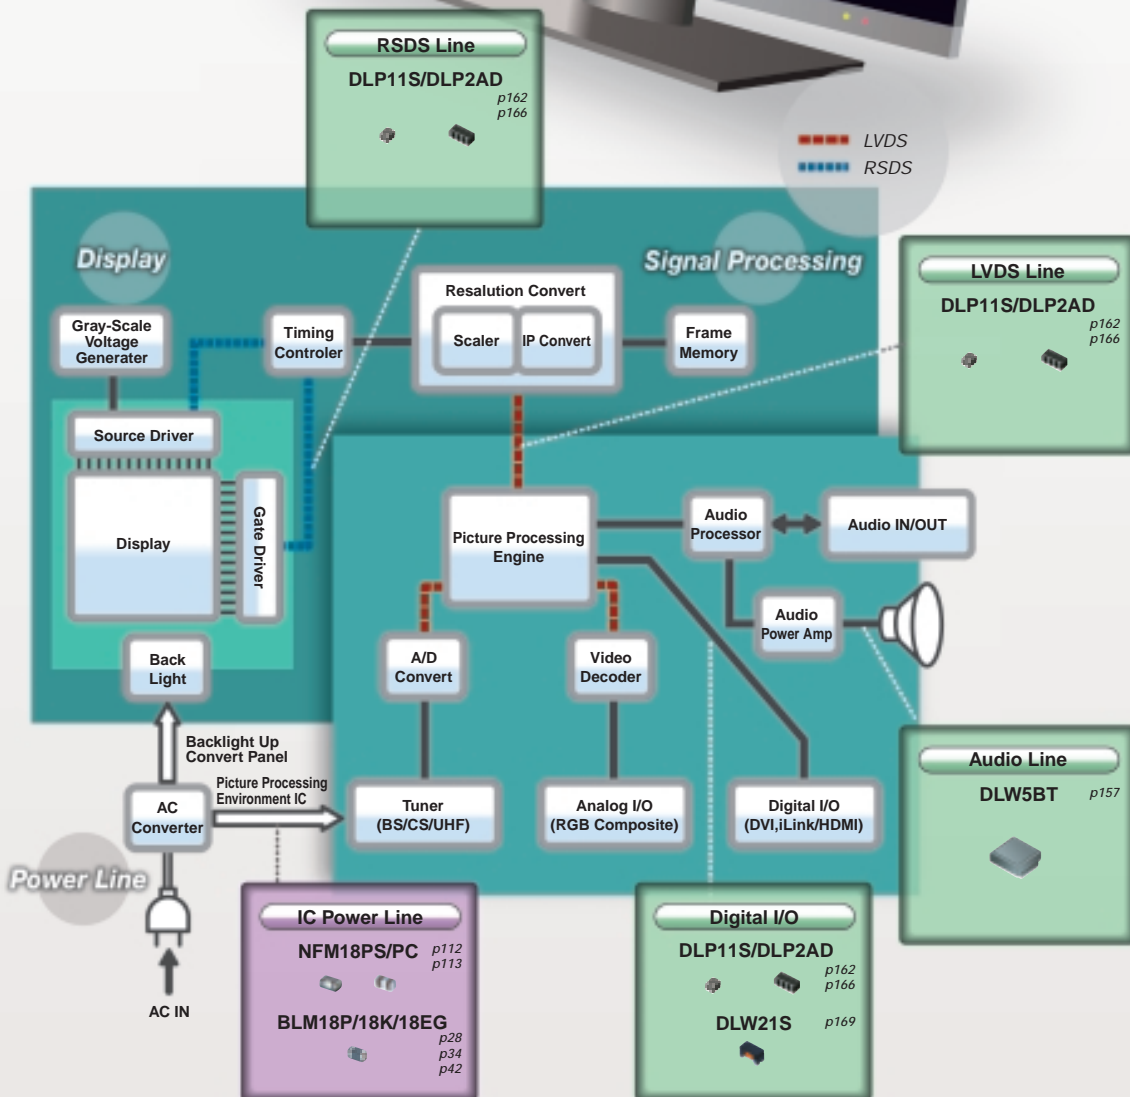 RSDS Line
DLP11S/DLP2AD
p162
p166
LVDS
RSDS
Display
Signal Processing
LVDS Line
DLP11S/DLP2AD
p162
p166
Resalution Convert
Scaler
IP Convert
Gray-Scale
Voltage
Generater
Timing
Controler
Frame
Memory
Source Driver
Display
Gate Driver
Back
Light
Picture Processing
Engine
Audio
Processor
Audio IN/OUT
Audio
Power Amp
A/D
Convert
Video
Decoder
Backlight Up
Convert Panel
Picture Processing
Environment IC
AC
Converter
Tuner
(BS/CS/UHF)
Analog I/O
(RGB Composite)
Digital I/O
(DVI,iLink/HDMI)
Audio Line
DLW5BT p157
Power Line
AC IN
IC Power Line
NFM18PS/PC p112
p113
BLM18P/18K/18EG
p28
p34
p42
Digital I/O
DLP11S/DLP2AD
p162
p166
DLW21S p169